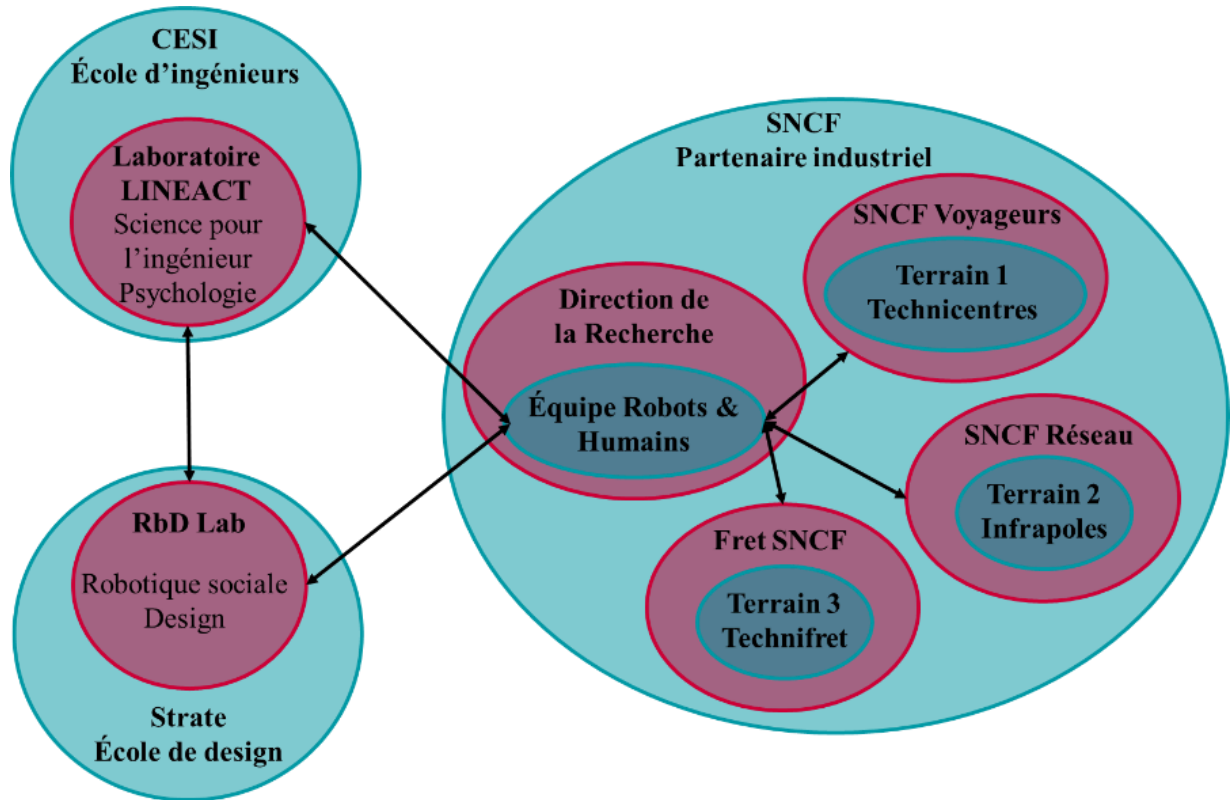 CESI
École d'ingénieurs
Laboratoire
LINEACT
Science pour
l'ingénieur
Psychologie
RbD Lab
Robotique sociale
Design
Strate
École de design
SNCF
Partenaire industriel
Direction de
la Recherche
Équipe Robots &
Humains
SNCF Voyageurs
Terrain 1
Technicentres
SNCF Réseau
Terrain 2
Infrapoles
Fret SNCF
Terrain 3
Technifret